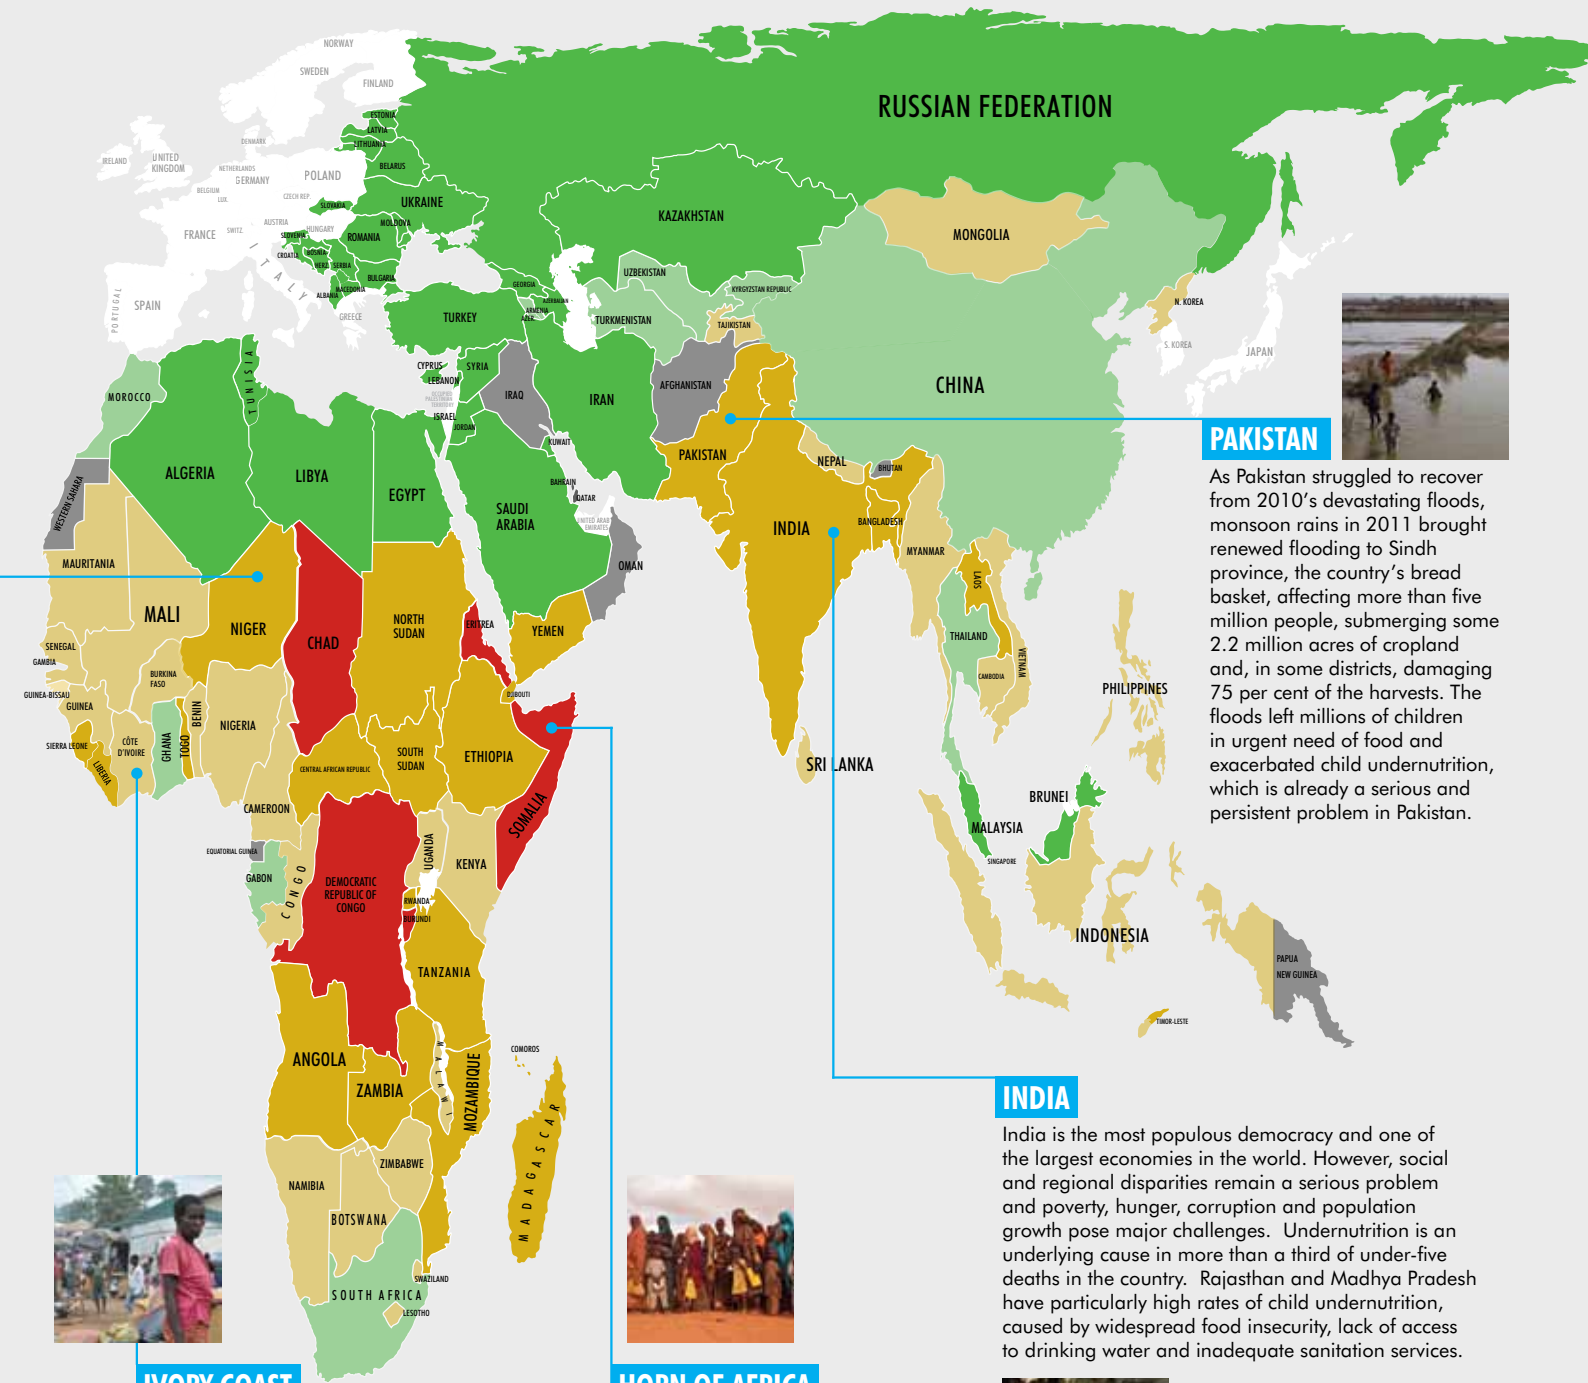 NORWAY
SWEDEN
FINLAND
RUSSIAN FEDERATION
ESTONIA
LATVIA
LITHUANIA
DENMARK
IRELAND
UNITED
KINGDOM
NETHERLANDS
GERMANY
POLAND
BELARUS
BELGIUM
LUX.
CZECH REP
SLOVAKIA
UKRAINE
KAZAKHSTAN
MONGOLIA
FRANCE
SWITZ.
AUSTRIA
HUNGARY
MOLDOVA
SLOVENIA
ROMANIA
CROATIA
BOSNIA
HERZ.
SERBIA
ITALY
BULGARIA
MACEDONIA
ALBANIA
GREECE
PORTUGAL
SPAIN
GEORGIA
AZERBAIJAN
ARMENIA
AZER.
UZBEKISTAN
KYRGYZSTAN REPUBLIC
TURKMENISTAN
TAJIKISTAN
N. KOREA
S. KOREA
JAPAN
TURKEY
CYPRUS
LEBANON
SYRIA
OCCUPIED
PALESTINIAN
TERRITORY
ISRAEL
JORDAN
IRAQ
IRAN
AFGHANISTAN
CHINA
KUWAIT
BAHRAIN
QATAR
UNITED ARAB
EMIRATES
SAUDI
ARABIA
OMAN
YEMEN
MOROCCO
TUNISIA
ALGERIA
LIBYA
EGYPT
WESTERN SAHARA
MAURITANIA
MALI
NIGER
CHAD
NORTH
SUDAN
ERITREA
DJIBOUTI
SENEGAL
GAMBIA
GUINEA-BISSAU
GUINEA
BURKINA
FASO
SIERRA LEONE
LIBERIA
CÔTE
D'IVOIRE
GHANA
TOGO
BENIN
NIGERIA
CENTRAL AFRICAN REPUBLIC
SOUTH
SUDAN
ETHIOPIA
SOMALIA
CAMEROON
EQUATORIAL GUINEA
GABON
CONGO
DEMOCRATIC
REPUBLIC OF
CONGO
UGANDA
KENYA
RWANDA
BURUNDI
TANZANIA
ANGOLA
ZAMBIA
MALAWI
MOZAMBIQUE
COMOROS
MADAGASCAR
ZIMBABWE
NAMIBIA
BOTSWANA
SWAZILAND
SOUTH AFRICA
LESOTHO
PAKISTAN
NEPAL
BHUTAN
INDIA
BANGLADESH
MYANMAR
LAOS
THAILAND
VIETNAM
CAMBODIA
SRI LANKA
PHILIPPINES
BRUNEI
MALAYSIA
SINGAPORE
INDONESIA
PAPUA
NEW GUINEA
TIMOR-LESTE
PAKISTAN
As Pakistan struggled to recover
from 2010's devastating floods,
monsoon rains in 2011 brought
renewed flooding to Sindh
province, the country's bread
basket, affecting more than five
million people, submerging some
2.2 million acres of cropland
and, in some districts, damaging
75 per cent of the harvests. The
floods left millions of children
in urgent need of food and
exacerbated child undernutrition,
which is already a serious and
persistent problem in Pakistan.
INDIA
India is the most populous democracy and one of
the largest economies in the world. However, social
and regional disparities remain a serious problem
and poverty, hunger, corruption and population
growth pose major challenges. Undernutrition is an
underlying cause in more than a third of under-five
deaths in the country. Rajasthan and Madhya Pradesh
have particularly high rates of child undernutrition,
caused by widespread food insecurity, lack of access
to drinking water and inadequate sanitation services.
IVORY COAST
HORN OF AFRICA